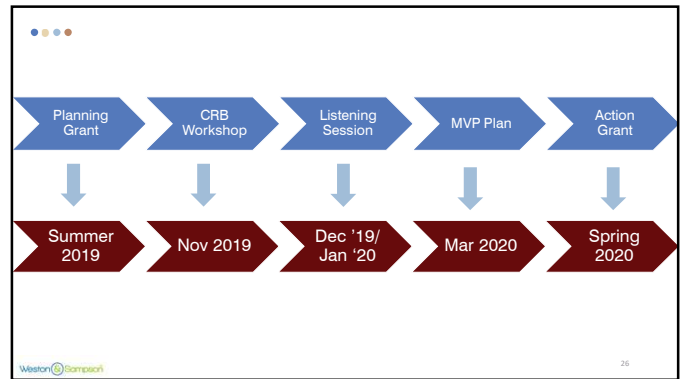 Planning
Grant
CRB
Workshop
Listening
Session
MVP Plan
Action
Grant
Summer
2019
Nov 2019
Dec ’19/
Jan ‘20
Mar 2020
Spring
2020
Weston & Sampson
26